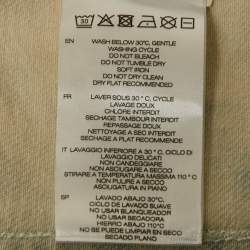 30
EN WASH BELOW 30°C, GENTLE
WASHING CYCLE
DO NOT BLEACH
DO NOT TUMBLE DRY
SOFT IRON
DO NOT DRY CLEAN
DRY FLAT RECOMMENDED
FR LAVER SOUS 30° C, CYCLE
LAVAGE DOUX
CHLORE INTERDIT
SECHAGE TAMBOUR INTERDIT
REPASSAGE DOUX
NETTOYAGE A SEC INTERDIT
SECHAGE A PLAT RECOMMENDE
IT LAVAGGIO INFERIORE A 30° C, CICLO DI
LAVAGGIO DELICATI
NON CANDEGGIARE
NON ASCIUGARE A SECCO
STIRARE A TEMPERATURA MASSIMA 110° C
NON PULIRE A SECCO
ASCIUGATURA IN PIANO
SP LAVADO ABAJO 30°C,
CICLO DE LAVADO SUAVE
NO USAR BLANQUEADOR
NO USAR SECADORA
HIERRO ABAJO 110°C
NO SE PUEDE LIMPIAR EN SECO
SECADO PLANO